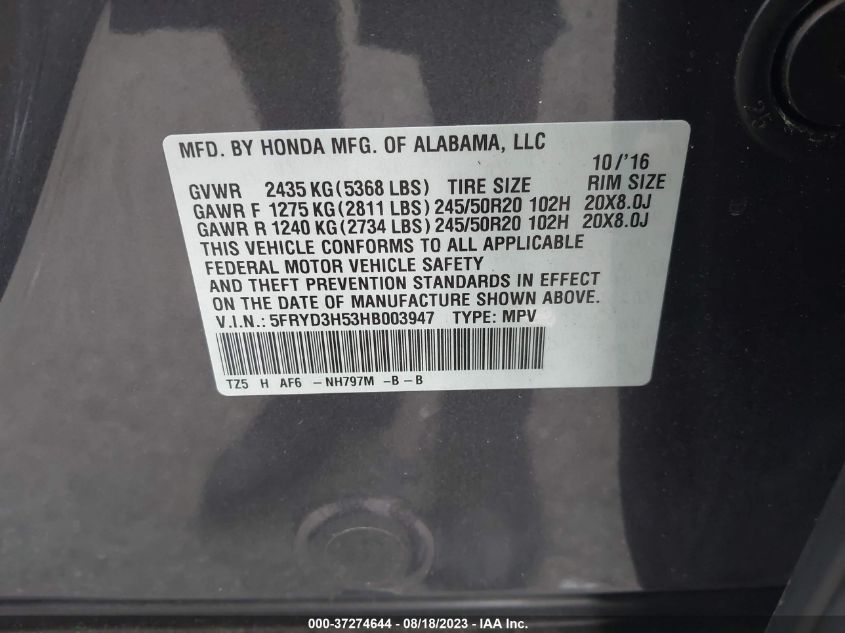 MFD. BY HONDA MFG. OF ALABAMA, LLC
10/'16
GVWR 2435 KG (5368 LBS) TIRE SIZE RIM SIZE
GAWR F 1275 KG (2811 LBS) 245/50R20 102H 20X8.0J
GAWR R 1240 KG (2734 LBS) 245/50R20 102H 20X8.0J
THIS VEHICLE CONFORMS TO ALL APPLICABLE
FEDERAL MOTOR VEHICLE SAFETY
AND THEFT PREVENTION STANDARDS IN EFFECT
ON THE DATE OF MANUFACTURE SHOWN ABOVE.
V.I.N.: 5FRYD3H53HB003947 TYPE: MPV
TZ5 H AF6 - NH797M - B - B
000-37274644 - 08/18/2023 - IAA Inc.